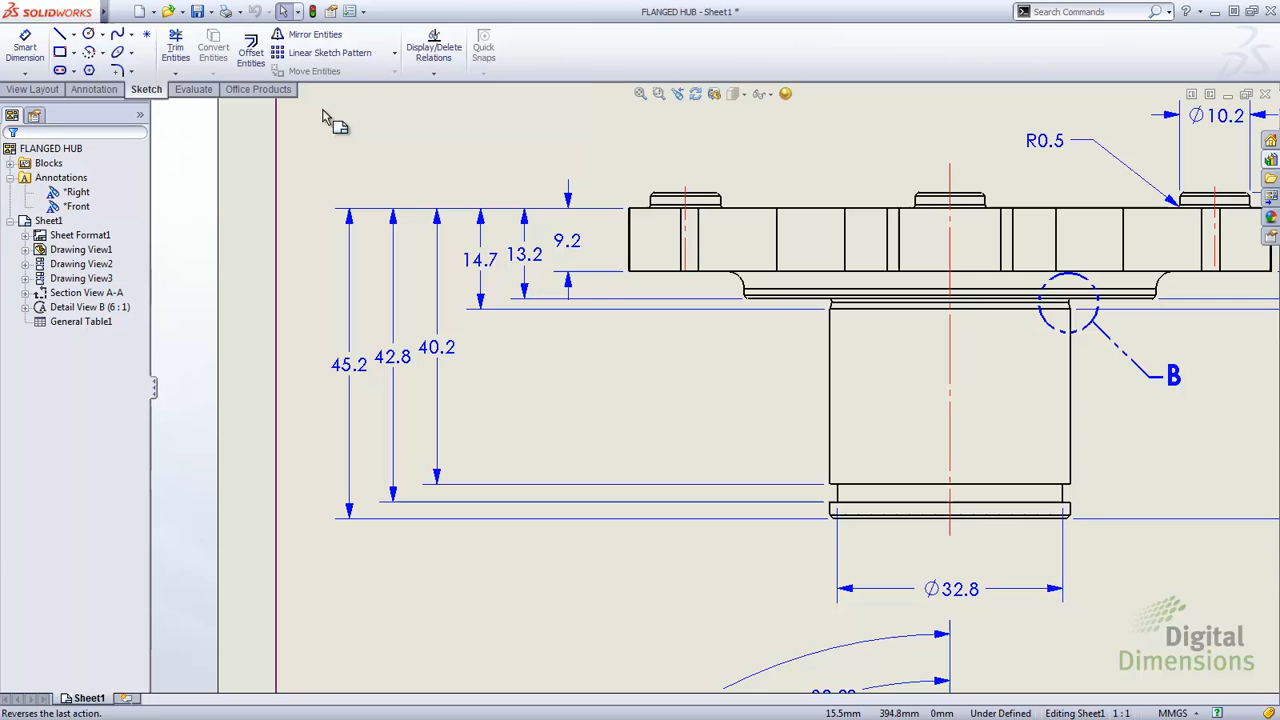 SOLIDWORKS
FLANGED HUB - Sheet1 *
Search Commands
Smart Dimension
Trim Entities
Convert Entities
Offset Entities
Mirror Entities
Linear Sketch Pattern
Move Entities
Display/Delete Relations
Quick Snaps
View Layout
Annotation
Sketch
Evaluate
Office Products
FLANGED HUB
Blocks
Annotations
*Right
*Front
Sheet1
Sheet Format1
Drawing View1
Drawing View2
Drawing View3
Section View A-A
Detail View B (6 : 1)
General Table1
∅10.2
R0.5
9.2
13.2
14.7
40.2
42.8
45.2
B
∅32.8
Digital
Dimensions
Sheet1
Reverses the last action.
15.5mm
394.8mm
0mm
Under Defined
Editing Sheet1
1 : 1
MMGS